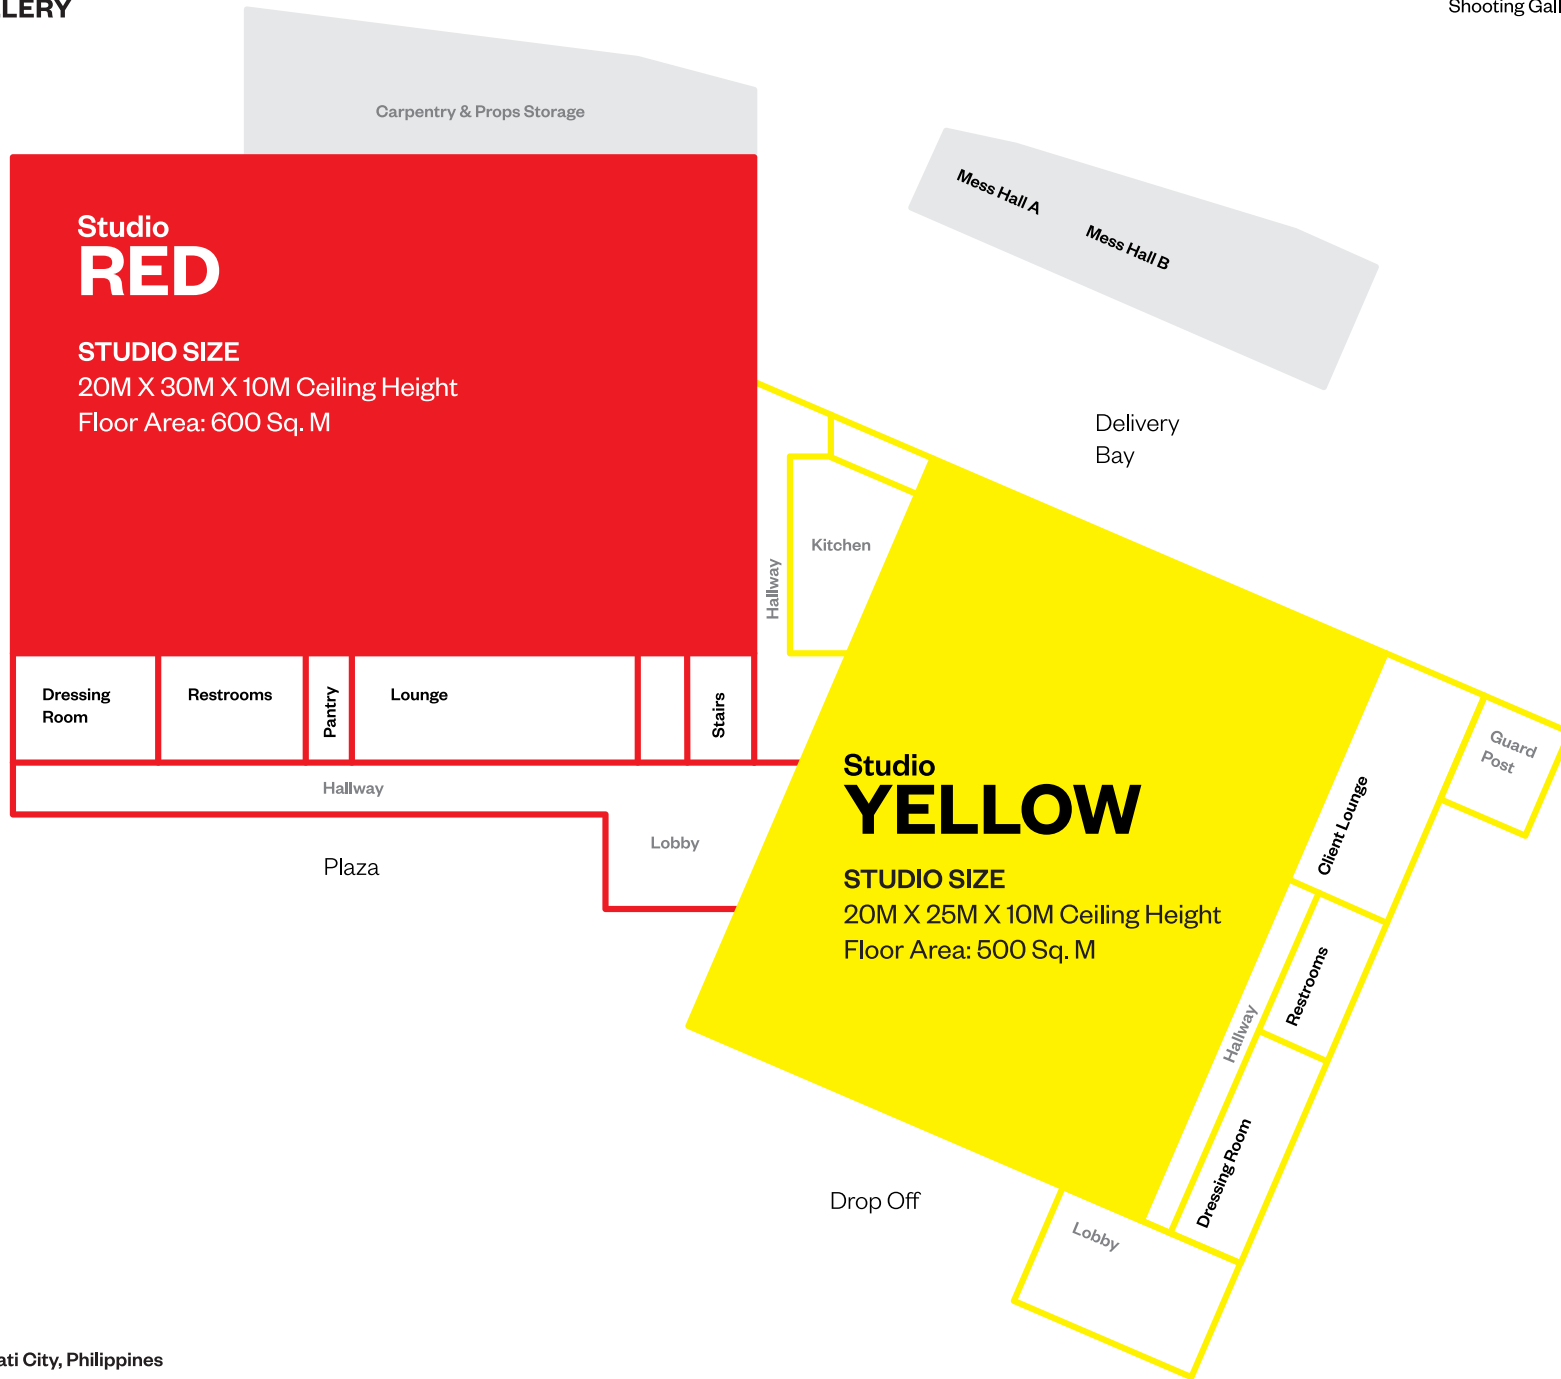 LERY
Shooting Gall
Carpentry & Props Storage
Mess Hall A
Mess Hall B
Studio
RED
STUDIO SIZE
20M X 30M X 10M Ceiling Height
Floor Area: 600 Sq. M
Delivery
Bay
Kitchen
Hallway
Dressing
Room
Restrooms
Pantry
Lounge
Stairs
Hallway
Lobby
Plaza
Studio
YELLOW
STUDIO SIZE
20M X 25M X 10M Ceiling Height
Floor Area: 500 Sq. M
Guard
Post
Client Lounge
Restrooms
Hallway
Dressing Room
Drop Off
Lobby
ati City, Philippines